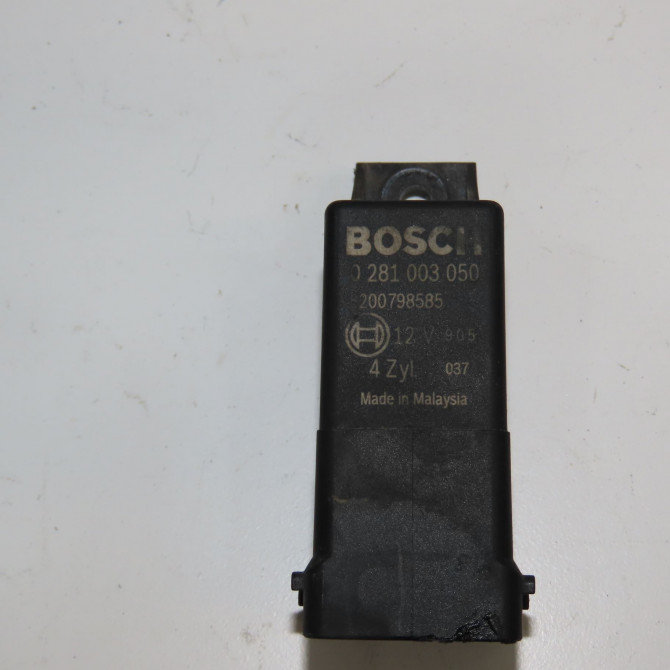 BOSCH
0 281 003 050
200798585
12 V 905
4 Zyl. 037
Made in Malaysia